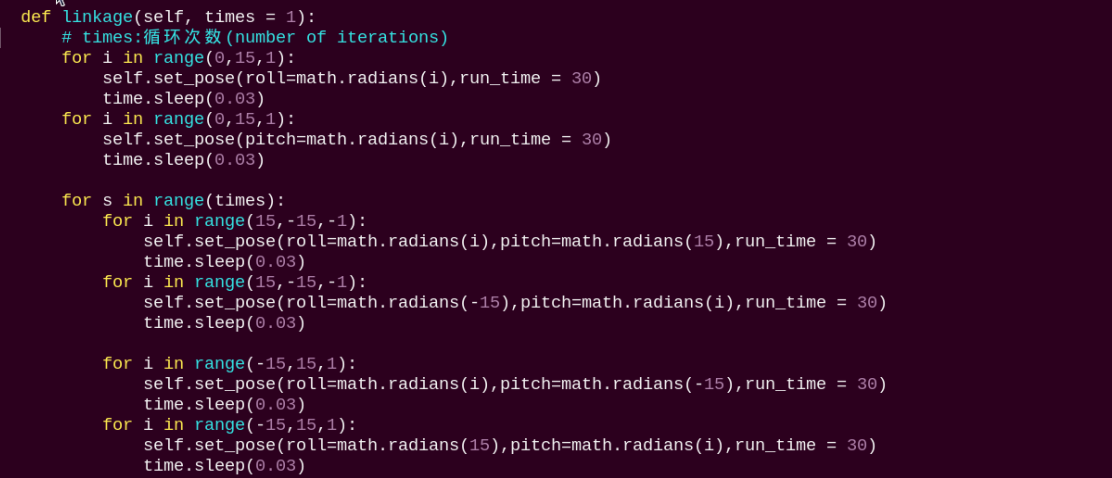 def linkage(self, times = 1):
    # times:循环次数(number of iterations)
    for i in range(0,15,1):
        self.set_pose(roll=math.radians(i),run_time = 30)
        time.sleep(0.03)
    for i in range(0,15,1):
        self.set_pose(pitch=math.radians(i),run_time = 30)
        time.sleep(0.03)

    for s in range(times):
        for i in range(15,-15,-1):
            self.set_pose(roll=math.radians(i),pitch=math.radians(15),run_time = 30)
            time.sleep(0.03)
        for i in range(15,-15,-1):
            self.set_pose(roll=math.radians(-15),pitch=math.radians(i),run_time = 30)
            time.sleep(0.03)

        for i in range(-15,15,1):
            self.set_pose(roll=math.radians(i),pitch=math.radians(-15),run_time = 30)
            time.sleep(0.03)
        for i in range(-15,15,1):
            self.set_pose(roll=math.radians(15),pitch=math.radians(i),run_time = 30)
            time.sleep(0.03)